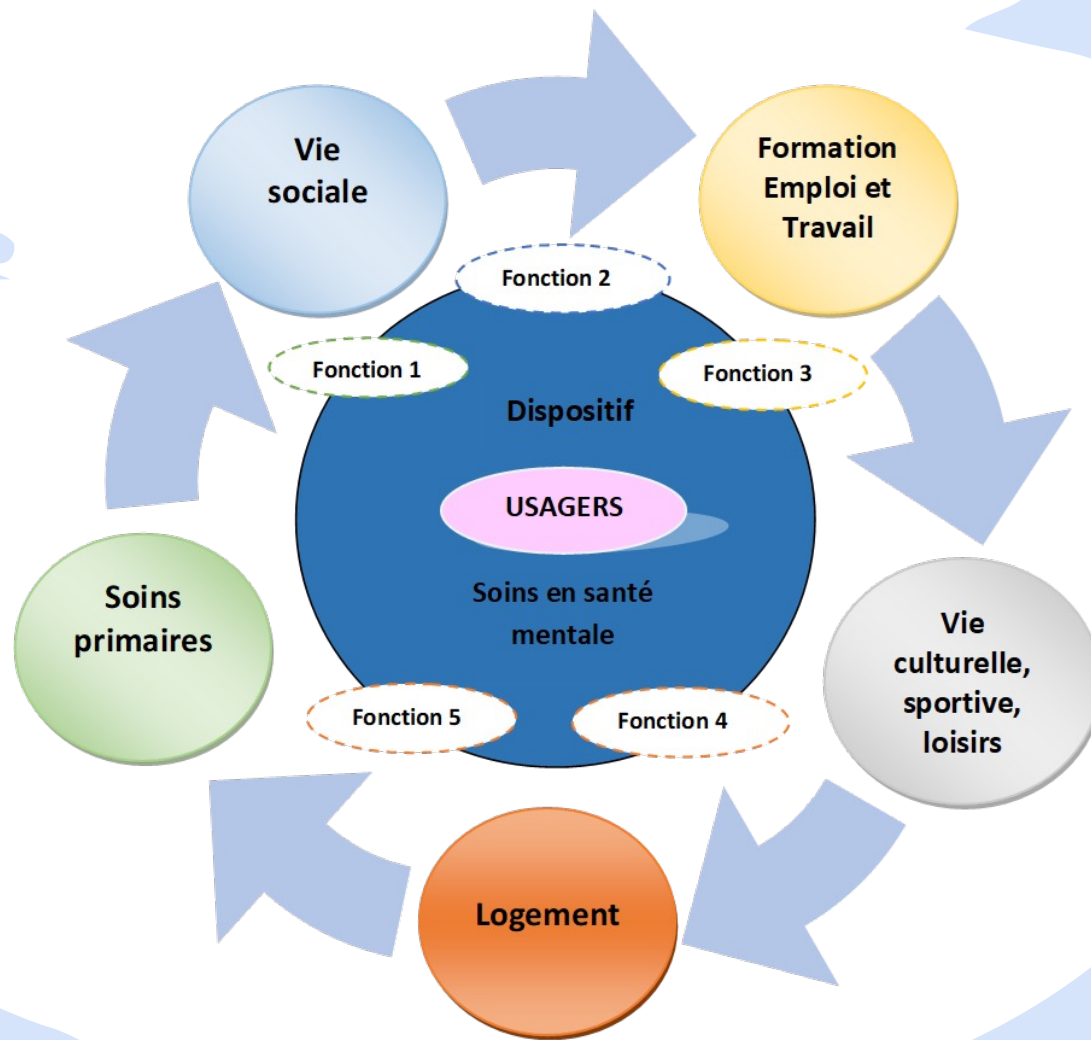 Vie
sociale
Formation
Emploi et
Travail
Fonction 2
Fonction 1
Fonction 3
Dispositif
USAGERS
Soins en santé
mentale
Soins
primaires
Vie
culturelle,
sportive,
loisirs
Fonction 5
Fonction 4
Logement